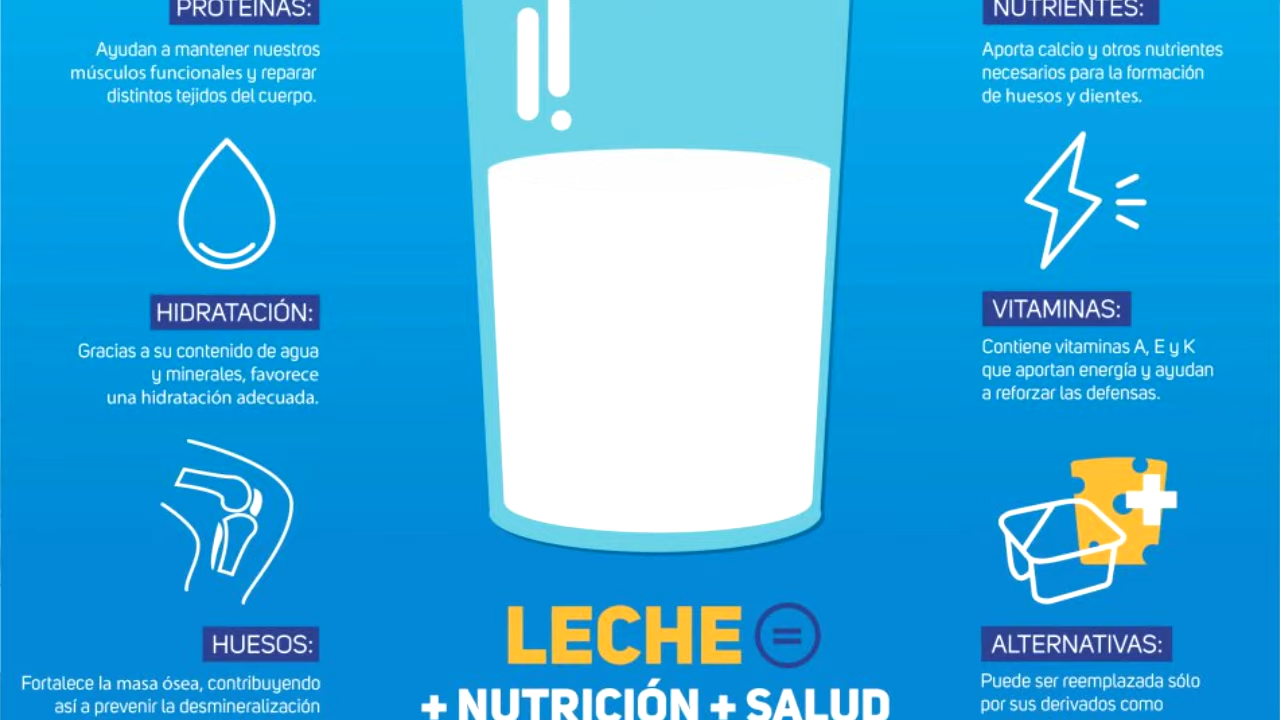 PROTEÍNAS:
Ayudan a mantener nuestros
músculos funcionales y reparar
distintos tejidos del cuerpo.
HIDRATACIÓN:
Gracias a su contenido de agua
y minerales, favorece
una hidratación adecuada.
HUESOS:
Fortalece la masa ósea, contribuyendo
así a prevenir la desmineralización
LECHE =
+ NUTRICIÓN + SALUD
NUTRIENTES:
Aporta calcio y otros nutrientes
necesarios para la formación
de huesos y dientes.
VITAMINAS:
Contiene vitaminas A, E y K
que aportan energía y ayudan
a reforzar las defensas.
ALTERNATIVAS:
Puede ser reemplazada sólo
por sus derivados como